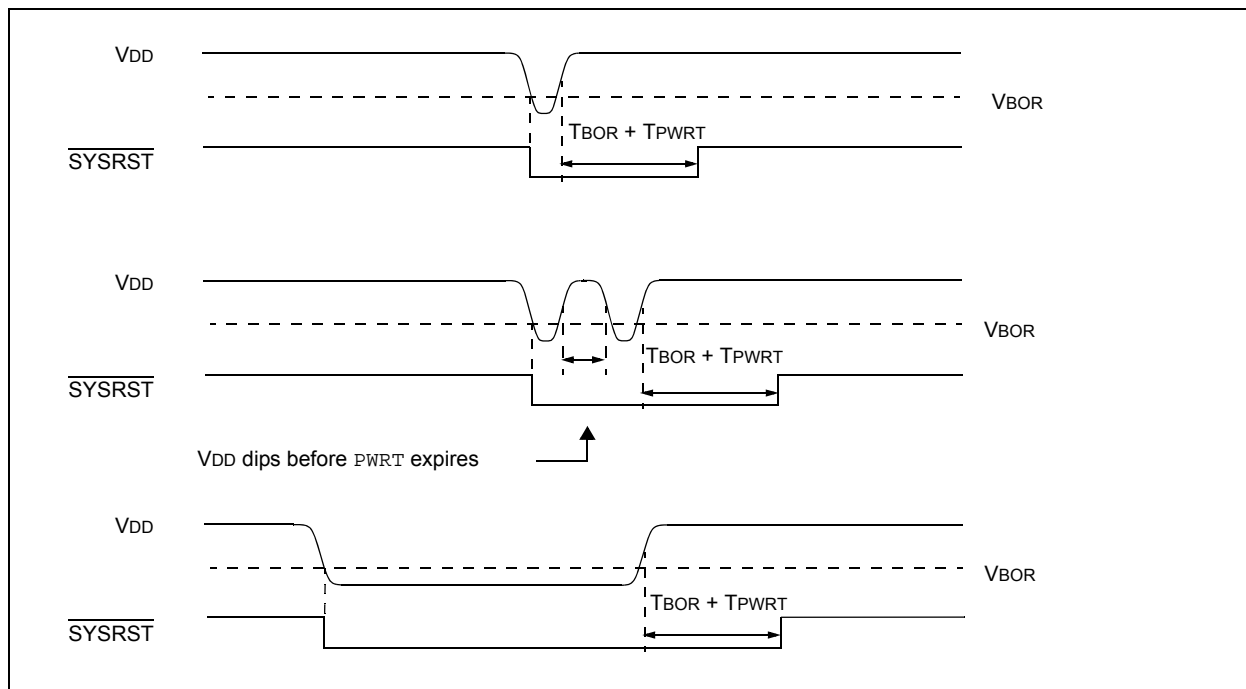 VDD
VBOR
TBOR + TPWRT
SYSRST
VDD
VBOR
TBOR + TPWRT
SYSRST
VDD dips before PWRT expires
VDD
VBOR
TBOR + TPWRT
SYSRST